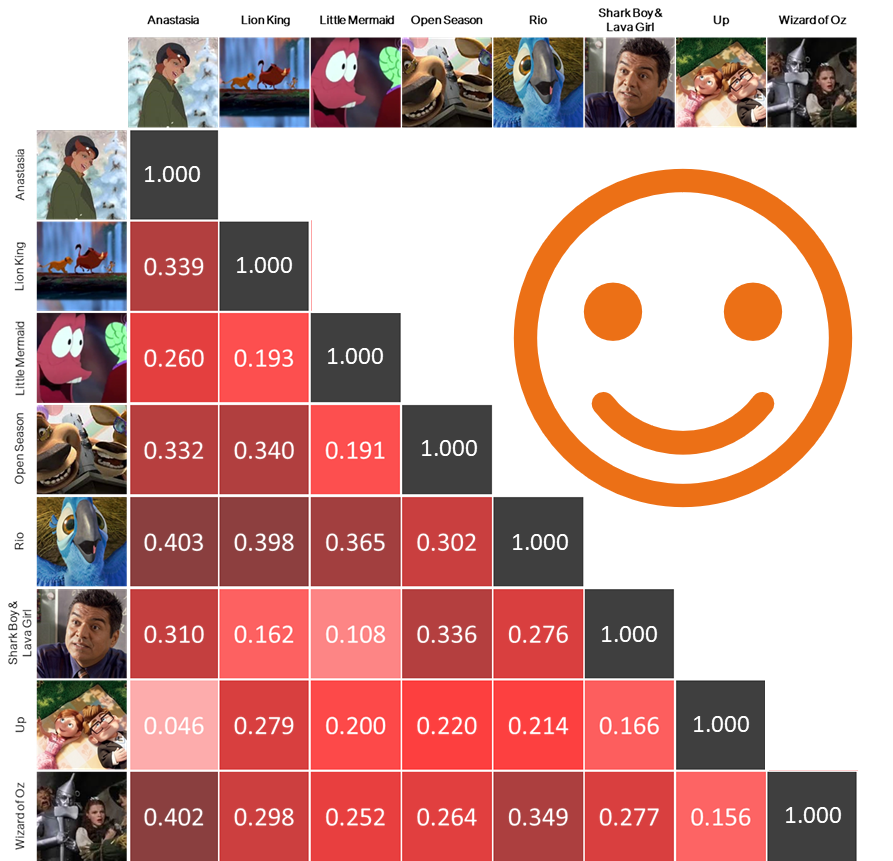 Anastasia Lion King Little Mermaid Open Season Rio Shark Boy & Lava Girl Up Wizard of Oz
Anastasia 1.000
Lion King 0.339 1.000
Little Mermaid 0.260 0.193 1.000
Open Season 0.332 0.340 0.191 1.000
Rio 0.403 0.398 0.365 0.302 1.000
Shark Boy & Lava Girl 0.310 0.162 0.108 0.336 0.276 1.000
Up 0.046 0.279 0.200 0.220 0.214 0.166 1.000
Wizard of Oz 0.402 0.298 0.252 0.264 0.349 0.277 0.156 1.000